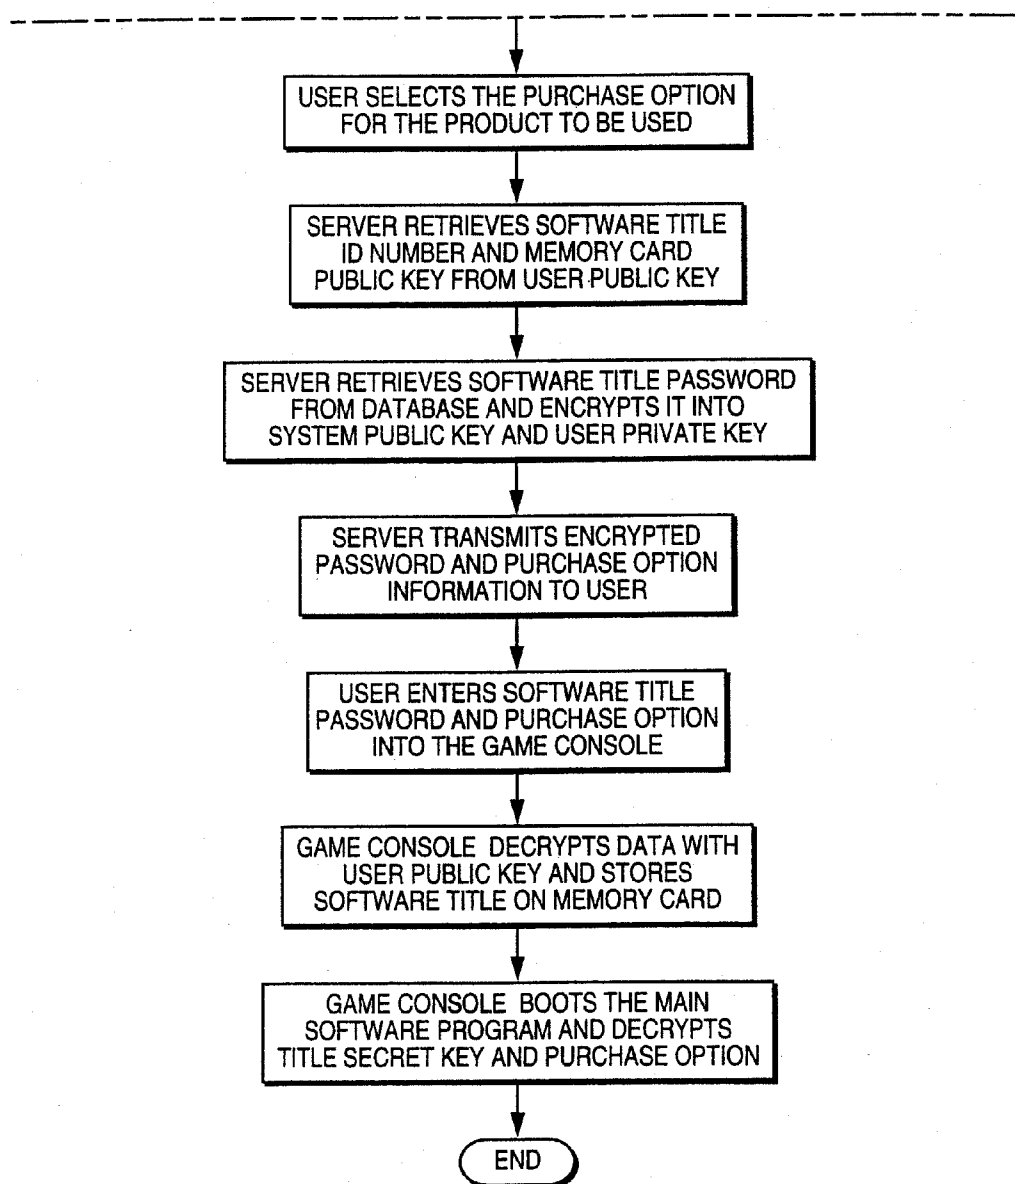 USER SELECTS THE PURCHASE OPTION
FOR THE PRODUCT TO BE USED
SERVER RETRIEVES SOFTWARE TITLE
ID NUMBER AND MEMORY CARD
PUBLIC KEY FROM USER PUBLIC KEY
SERVER RETRIEVES SOFTWARE TITLE PASSWORD
FROM DATABASE AND ENCRYPTS IT INTO
SYSTEM PUBLIC KEY AND USER PRIVATE KEY
SERVER TRANSMITS ENCRYPTED
PASSWORD AND PURCHASE OPTION
INFORMATION TO USER
USER ENTERS SOFTWARE TITLE
PASSWORD AND PURCHASE OPTION
INTO THE GAME CONSOLE
GAME CONSOLE DECRYPTS DATA WITH
USER PUBLIC KEY AND STORES
SOFTWARE TITLE ON MEMORY CARD
GAME CONSOLE BOOTS THE MAIN
SOFTWARE PROGRAM AND DECRYPTS
TITLE SECRET KEY AND PURCHASE OPTION
END